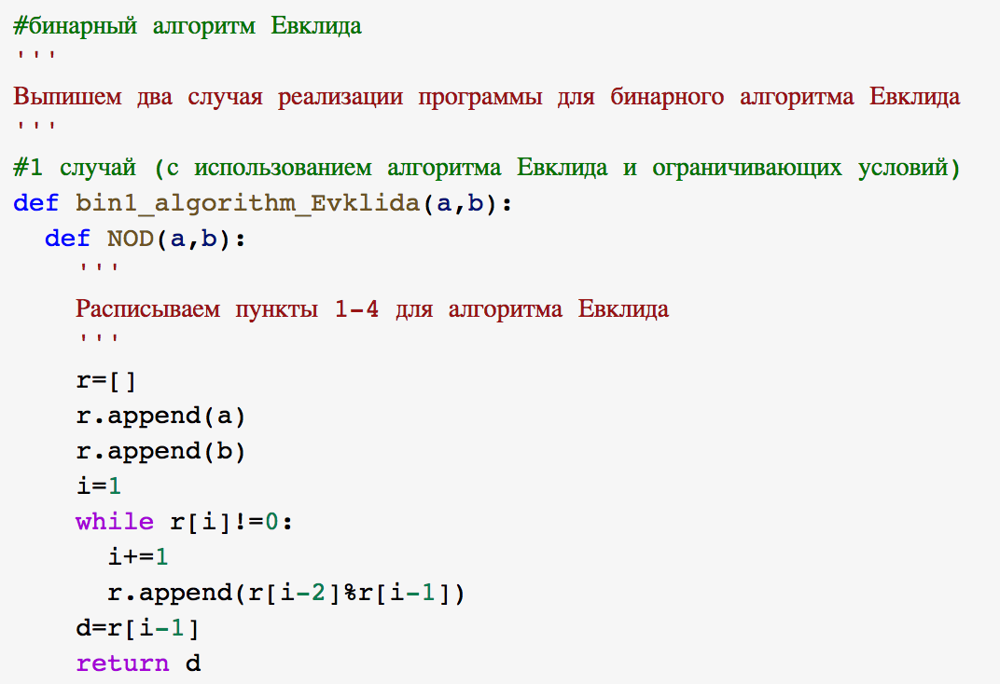 #бинарный алгоритм Евклида
'''
Выпишем два случая реализации программы для бинарного алгоритма Евклида
'''
#1 случай (с использованием алгоритма Евклида и ограничивающих условий)
def bin1_algorithm_Evklida(a,b):
  def NOD(a,b):
    '''
    Расписываем пункты 1-4 для алгоритма Евклида
    '''
    r=[]
    r.append(a)
    r.append(b)
    i=1
    while r[i]!=0:
      i+=1
      r.append(r[i-2]%r[i-1])
    d=r[i-1]
    return d